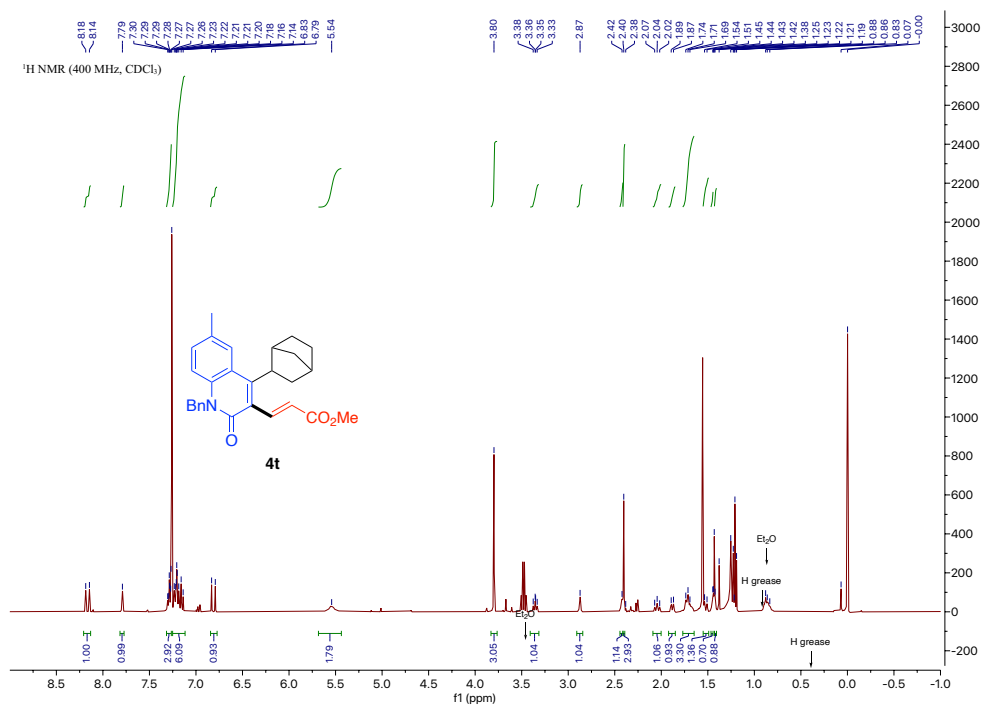 8.18 8.14 7.79 7.30 7.29 7.29 7.28 7.27 7.27 7.26 7.23 7.22 7.21 7.21 7.20 7.18 7.16 7.14 6.83 6.79 5.54 3.80 3.38 3.36 3.35 3.33 2.87 2.42 2.40 2.38 2.07 2.04 2.02 1.89 1.87 1.74 1.71 1.69 1.54 1.51 1.45 1.44 1.43 1.42 1.38 1.25 1.23 1.23 1.22 1.21 1.19 0.88 0.86 0.83 0.07 -0.00
¹H NMR (400 MHz, CDCl₃)
3000
2800
2600
2400
2200
2000
1800
1600
1400
1200
1000
800
600
400
200
0
-200
BnN
O
CO₂Me
4t
Et₂O
H grease
Et₂O
H grease
1.00 0.99 2.92 6.09 0.93 1.79 3.05 1.04 1.04 1.14 2.93 1.06 0.93 3.30 1.36 0.70 0.88
8.5 8.0 7.5 7.0 6.5 6.0 5.5 5.0 4.5 4.0 3.5 3.0 2.5 2.0 1.5 1.0 0.5 0.0 -0.5 -1.0
f1 (ppm)